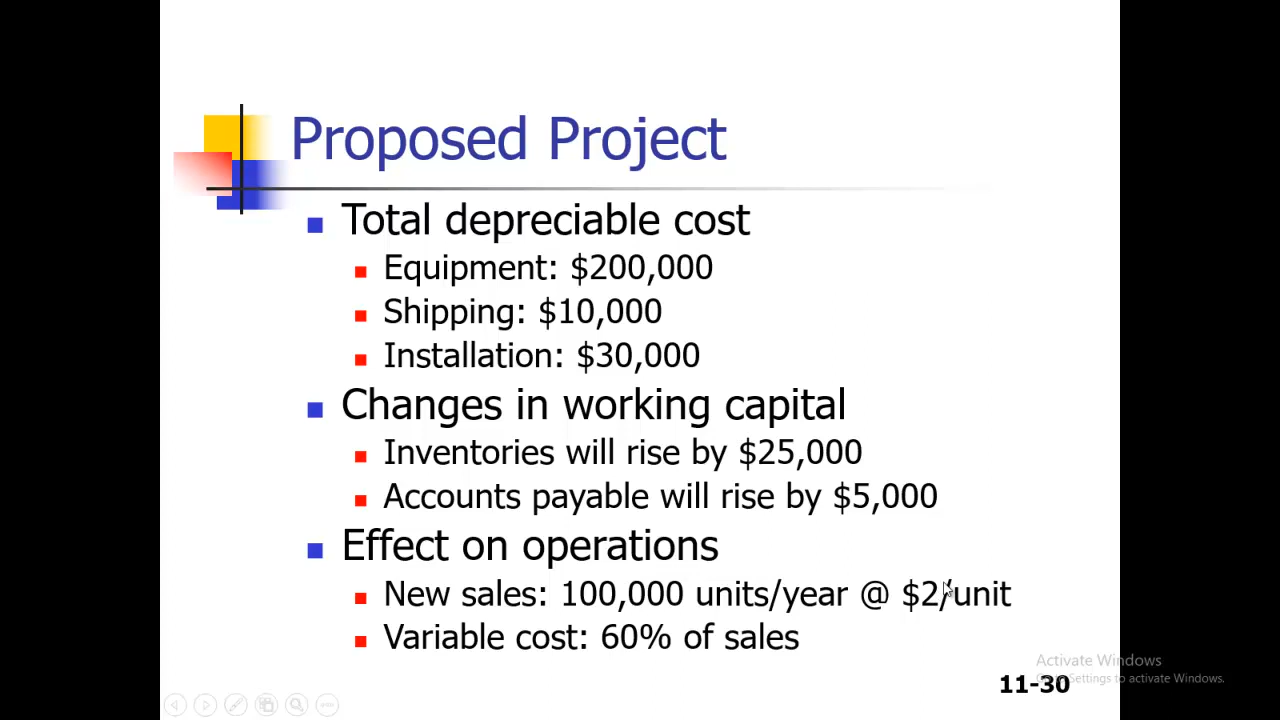 Proposed Project
Total depreciable cost
Equipment: $200,000
Shipping: $10,000
Installation: $30,000
Changes in working capital
Inventories will rise by $25,000
Accounts payable will rise by $5,000
Effect on operations
New sales: 100,000 units/year @ $2/unit
Variable cost: 60% of sales
Activate Windows
Go to Settings to activate Windows.
11-30